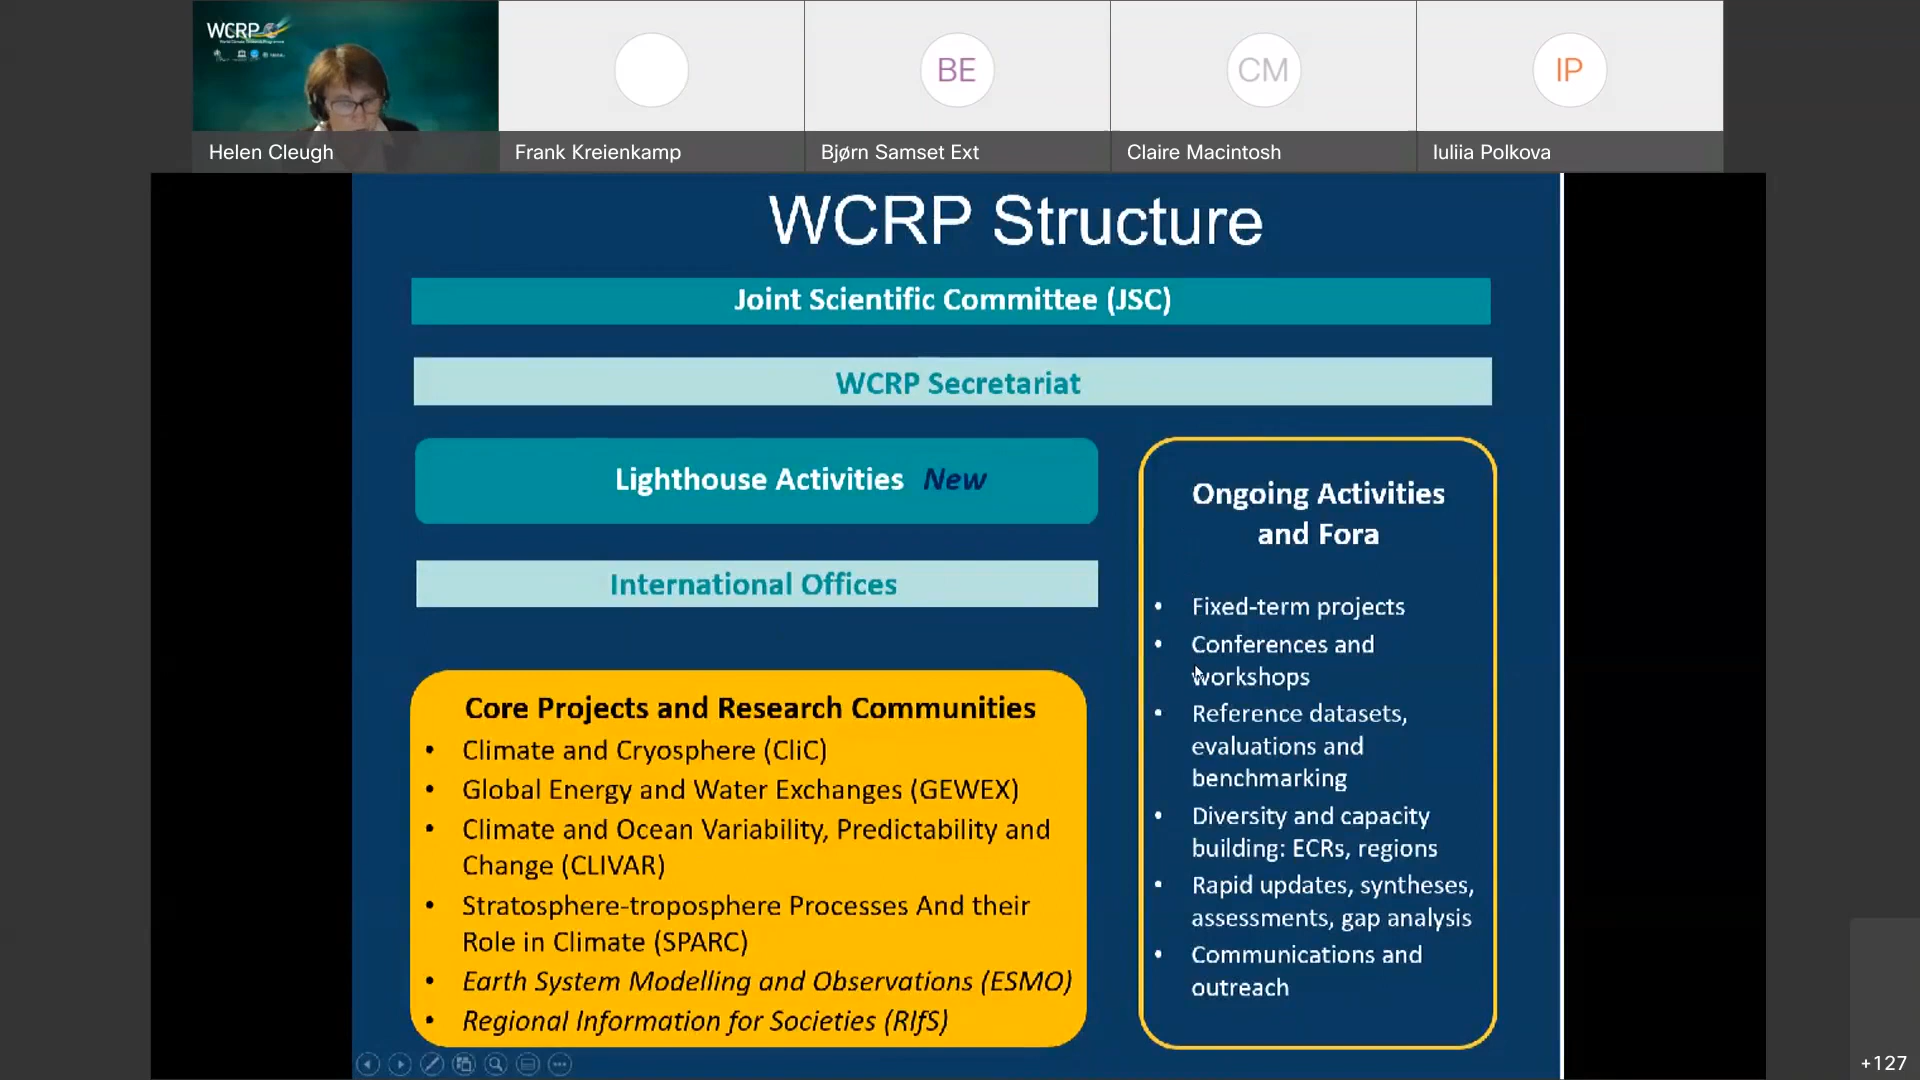 WCRP
Helen Cleugh
Frank Kreienkamp
BE
Bjørn Samset Ext
CM
Claire Macintosh
IP
Iuliia Polkova
WCRP Structure
Joint Scientific Committee (JSC)
WCRP Secretariat
Lighthouse Activities New
International Offices
Core Projects and Research Communities
• Climate and Cryosphere (CliC)
• Global Energy and Water Exchanges (GEWEX)
• Climate and Ocean Variability, Predictability and
Change (CLIVAR)
• Stratosphere-troposphere Processes And their
Role in Climate (SPARC)
• Earth System Modelling and Observations (ESMO)
• Regional Information for Societies (RIfS)
Ongoing Activities
and Fora
• Fixed-term projects
• Conferences and
workshops
• Reference datasets,
evaluations and
benchmarking
• Diversity and capacity
building: ECRs, regions
• Rapid updates, syntheses,
assessments, gap analysis
• Communications and
outreach
+127